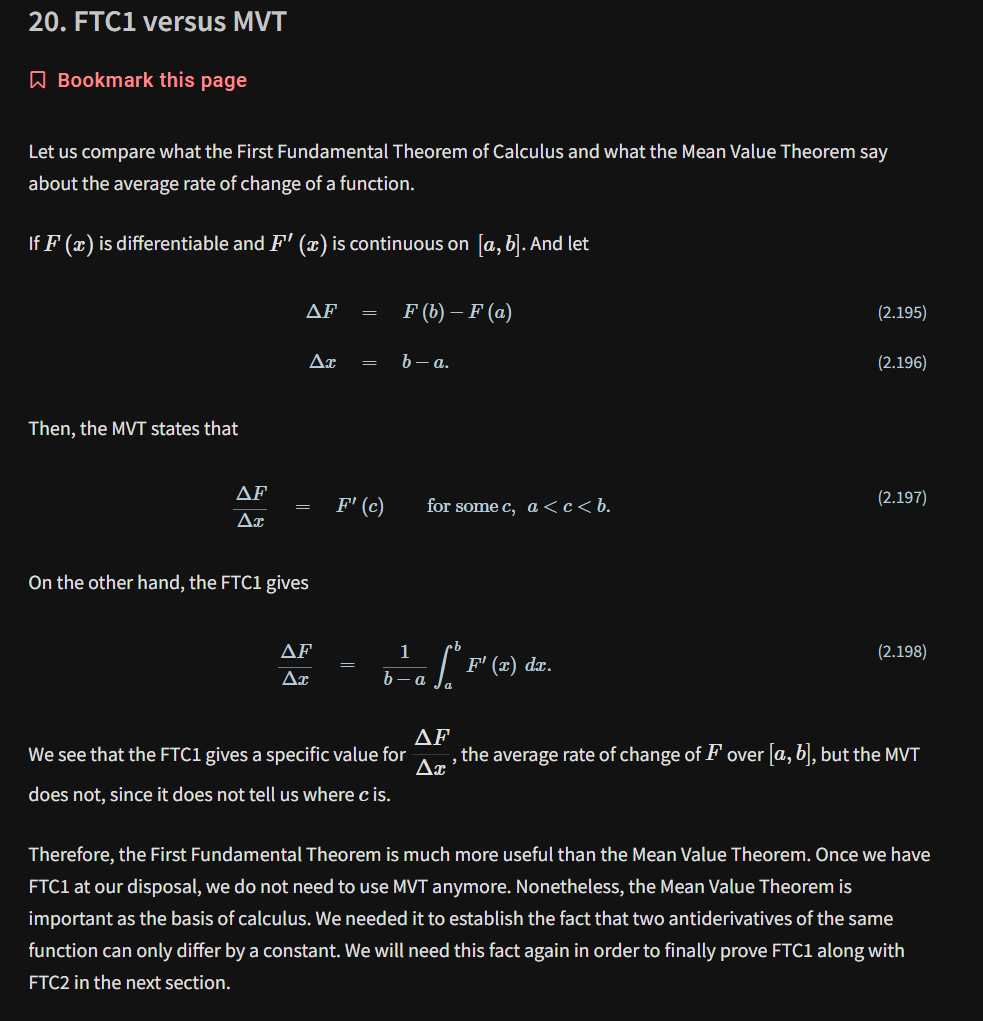 20. FTC1 versus MVT
Bookmark this page
Let us compare what the First Fundamental Theorem of Calculus and what the Mean Value Theorem say
about the average rate of change of a function.
If F (x) is differentiable and F′ (x) is continuous on [a, b]. And let
ΔF = F (b) − F (a) (2.195)
Δx = b − a. (2.196)
Then, the MVT states that
ΔF/Δx = F′ (c) for some c, a < c < b. (2.197)
On the other hand, the FTC1 gives
ΔF/Δx = 1/(b − a) ∫_a^b F′ (x) dx. (2.198)
We see that the FTC1 gives a specific value for ΔF/Δx, the average rate of change of F over [a, b], but the MVT
does not, since it does not tell us where c is.
Therefore, the First Fundamental Theorem is much more useful than the Mean Value Theorem. Once we have
FTC1 at our disposal, we do not need to use MVT anymore. Nonetheless, the Mean Value Theorem is
important as the basis of calculus. We needed it to establish the fact that two antiderivatives of the same
function can only differ by a constant. We will need this fact again in order to finally prove FTC1 along with
FTC2 in the next section.